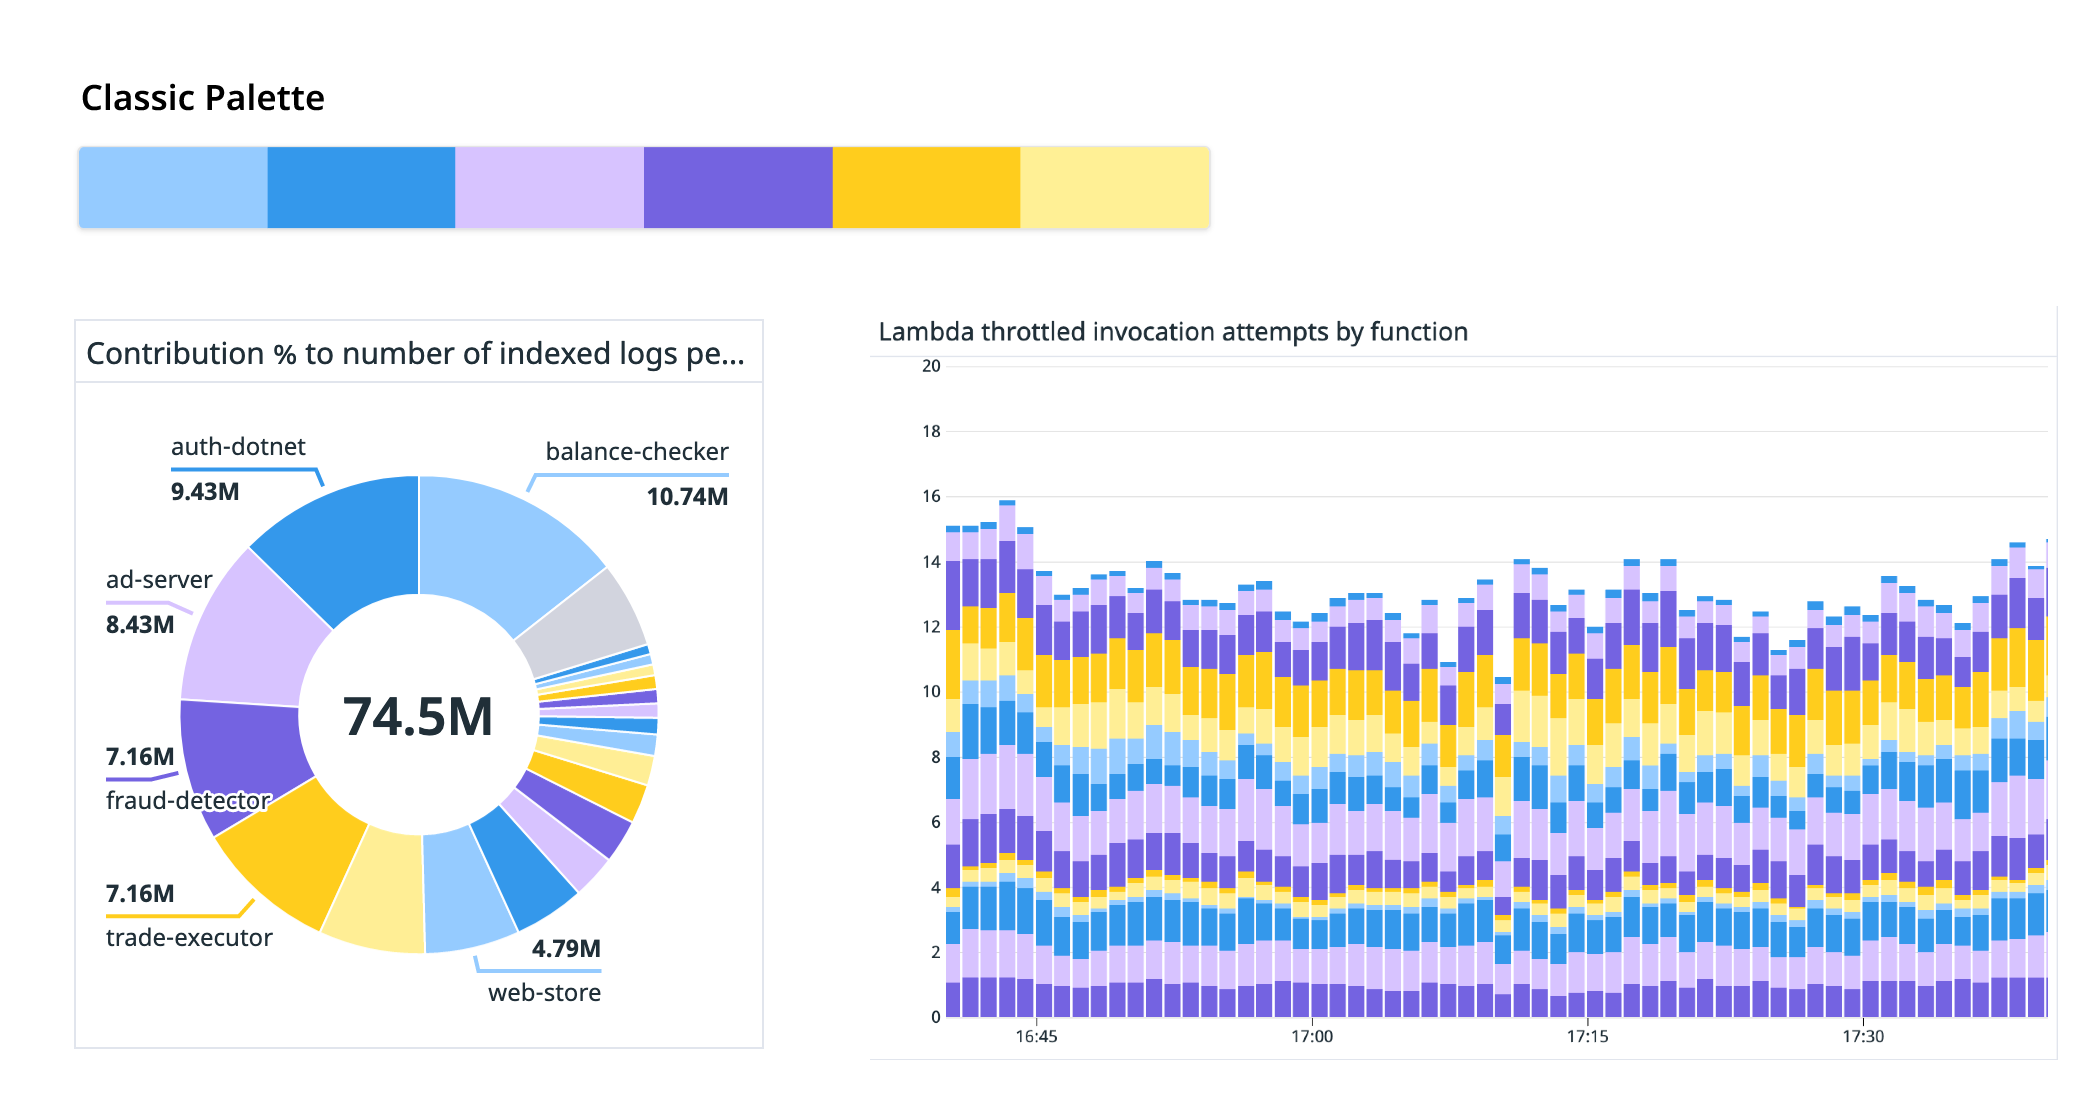 Classic Palette
Contribution % to number of indexed logs pe...
auth-dotnet
9.43M
balance-checker
10.74M
ad-server
8.43M
74.5M
7.16M
fraud-detector
7.16M
trade-executor
4.79M
web-store
Lambda throttled invocation attempts by function
20
18
16
14
12
10
8
6
4
2
0
16:45 17:00 17:15 17:30